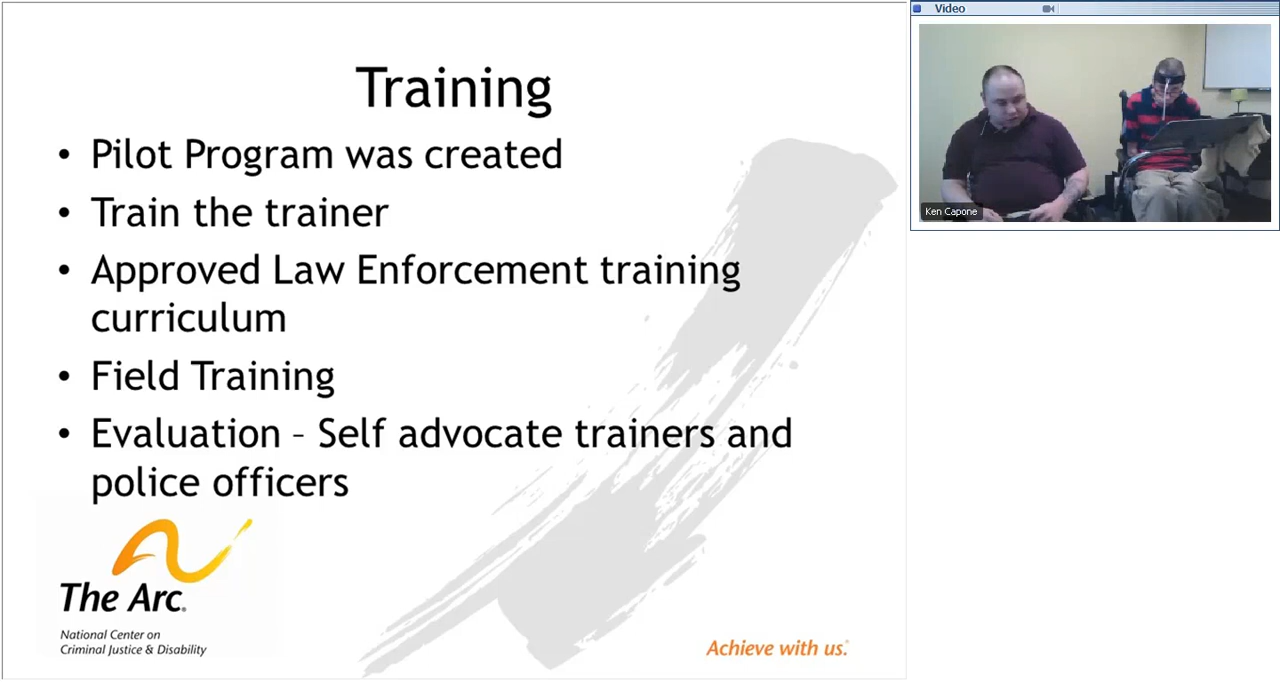 Training
• Pilot Program was created
• Train the trainer
• Approved Law Enforcement training
curriculum
• Field Training
• Evaluation – Self advocate trainers and
police officers
The Arc®
National Center on
Criminal Justice & Disability
Achieve with us.®
Video
Ken Capone